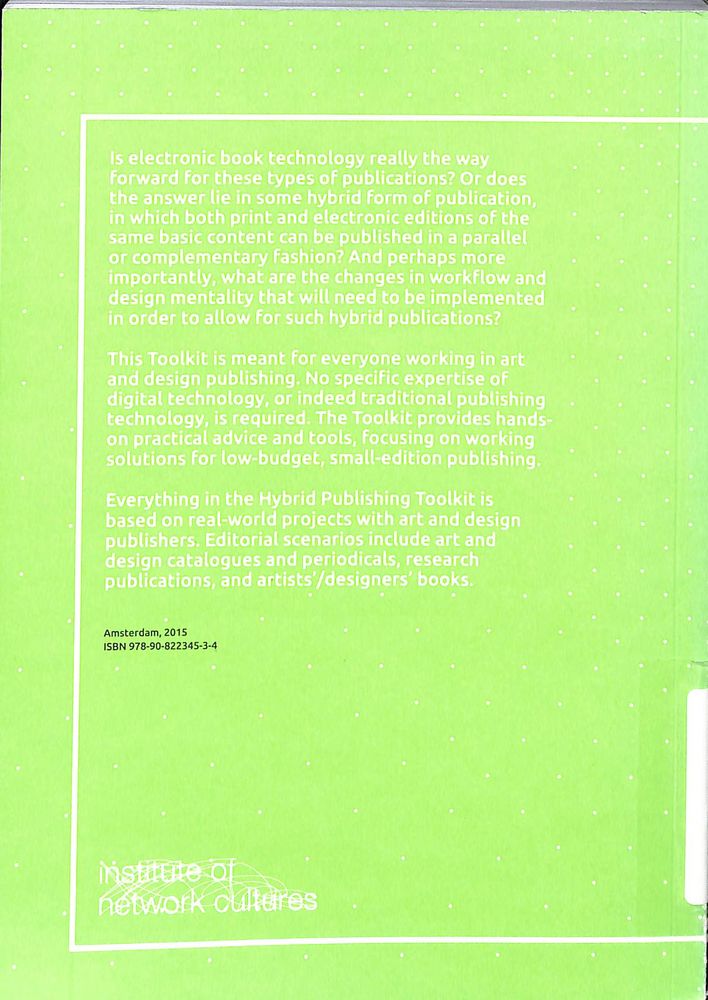 Is electronic book technology really the way
forward for these types of publications? Or does
the answer lie in some hybrid form of publication,
in which both print and electronic editions of the
same basic content can be published in a parallel
or complementary fashion? And perhaps more
importantly, what are the changes in workflow and
design mentality that will need to be implemented
in order to allow for such hybrid publications?
This Toolkit is meant for everyone working in art
and design publishing. No specific expertise of
digital technology, or indeed traditional publishing
technology, is required. The Toolkit provides hands-
on practical advice and tools, focusing on working
solutions for low-budget, small-edition publishing.
Everything in the Hybrid Publishing Toolkit is
based on real-world projects with art and design
publishers. Editorial scenarios include art and
design catalogues and periodicals, research
publications, and artists'/designers' books.
Amsterdam, 2015
ISBN 978-90-822345-3-4
institute of
network cultures